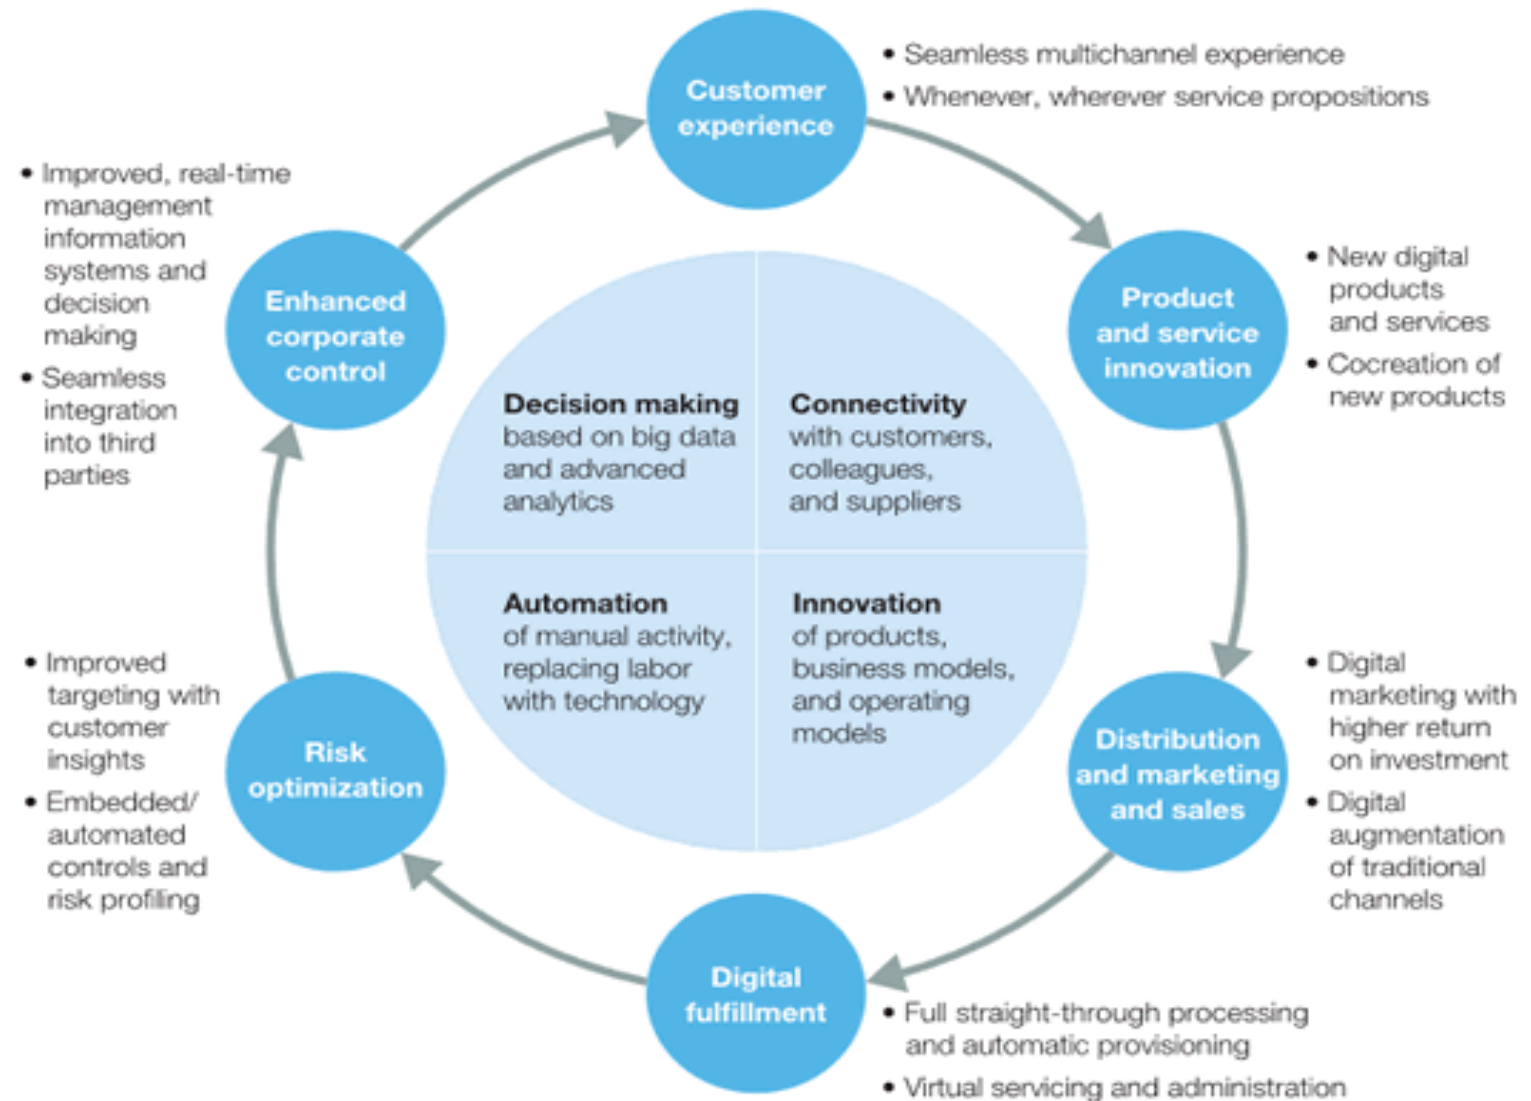 Customer
experience
• Seamless multichannel experience
• Whenever, wherever service propositions
Product
and service
innovation
• New digital
products
and services
• Cocreation of
new products
Distribution
and marketing
and sales
• Digital
marketing with
higher return
on investment
• Digital
augmentation
of traditional
channels
Digital
fulfillment
• Full straight-through processing
and automatic provisioning
• Virtual servicing and administration
Risk
optimization
• Improved
targeting with
customer
insights
• Embedded/
automated
controls and
risk profiling
Enhanced
corporate
control
• Improved, real-time
management
information
systems and
decision
making
• Seamless
integration
into third
parties
Decision making
based on big data
and advanced
analytics
Connectivity
with customers,
colleagues,
and suppliers
Automation
of manual activity,
replacing labor
with technology
Innovation
of products,
business models,
and operating
models